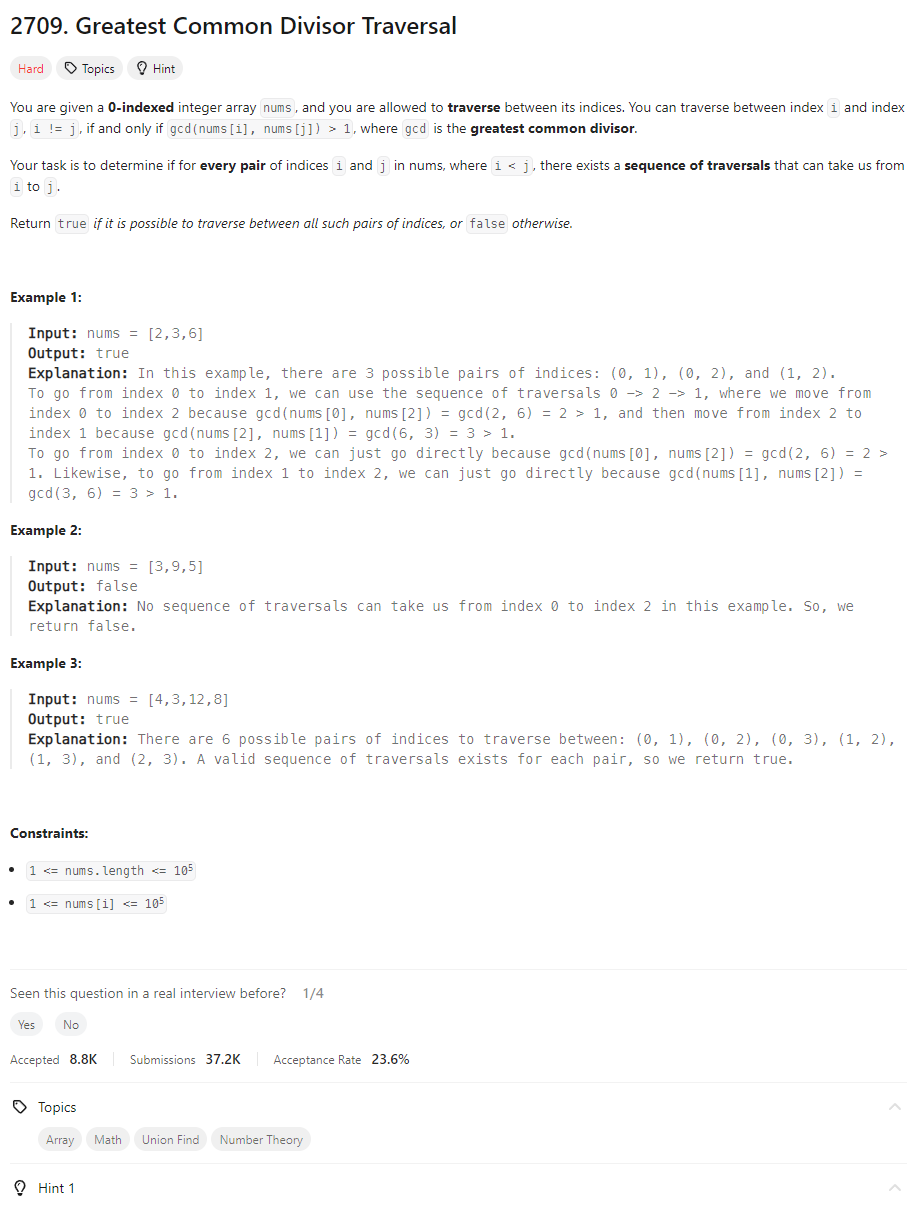 2709. Greatest Common Divisor Traversal
Hard Topics Hint
You are given a 0-indexed integer array nums, and you are allowed to traverse between its indices. You can traverse between index i and index
j, i != j, if and only if gcd(nums[i], nums[j]) > 1, where gcd is the greatest common divisor.
Your task is to determine if for every pair of indices i and j in nums, where i < j, there exists a sequence of traversals that can take us from
i to j.
Return true if it is possible to traverse between all such pairs of indices, or false otherwise.
Example 1:
Input: nums = [2,3,6]
Output: true
Explanation: In this example, there are 3 possible pairs of indices: (0, 1), (0, 2), and (1, 2).
To go from index 0 to index 1, we can use the sequence of traversals 0 -> 2 -> 1, where we move from
index 0 to index 2 because gcd(nums[0], nums[2]) = gcd(2, 6) = 2 > 1, and then move from index 2 to
index 1 because gcd(nums[2], nums[1]) = gcd(6, 3) = 3 > 1.
To go from index 0 to index 2, we can just go directly because gcd(nums[0], nums[2]) = gcd(2, 6) = 2 >
1. Likewise, to go from index 1 to index 2, we can just go directly because gcd(nums[1], nums[2]) =
gcd(3, 6) = 3 > 1.
Example 2:
Input: nums = [3,9,5]
Output: false
Explanation: No sequence of traversals can take us from index 0 to index 2 in this example. So, we
return false.
Example 3:
Input: nums = [4,3,12,8]
Output: true
Explanation: There are 6 possible pairs of indices to traverse between: (0, 1), (0, 2), (0, 3), (1, 2),
(1, 3), and (2, 3). A valid sequence of traversals exists for each pair, so we return true.
Constraints:
• 1 <= nums.length <= 10⁵
• 1 <= nums[i] <= 10⁵
Seen this question in a real interview before? 1/4
Yes No
Accepted 8.8K Submissions 37.2K Acceptance Rate 23.6%
Topics
Array Math Union Find Number Theory
Hint 1